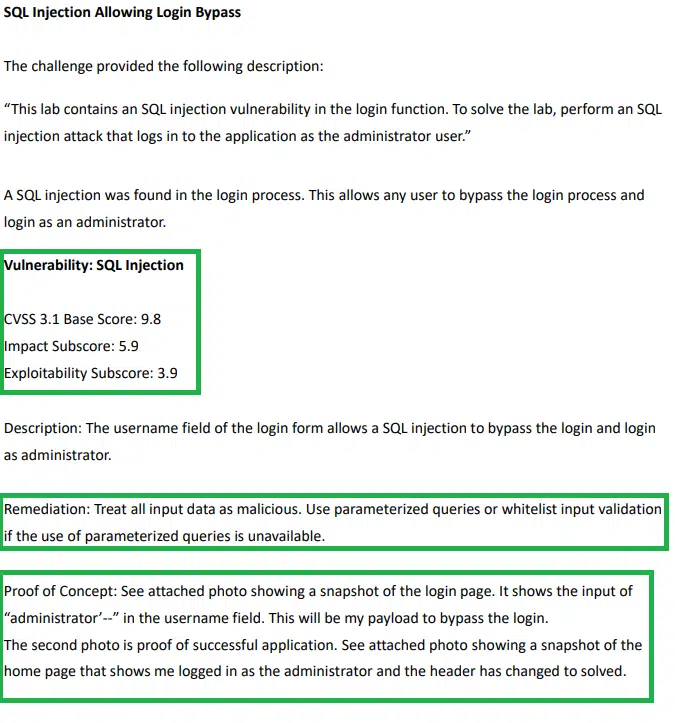 SQL Injection Allowing Login Bypass
The challenge provided the following description:
“This lab contains an SQL injection vulnerability in the login function. To solve the lab, perform an SQL
injection attack that logs in to the application as the administrator user.”
A SQL injection was found in the login process. This allows any user to bypass the login process and
login as an administrator.
Vulnerability: SQL Injection
CVSS 3.1 Base Score: 9.8
Impact Subscore: 5.9
Exploitability Subscore: 3.9
Description: The username field of the login form allows a SQL injection to bypass the login and login
as administrator.
Remediation: Treat all input data as malicious. Use parameterized queries or whitelist input validation
if the use of parameterized queries is unavailable.
Proof of Concept: See attached photo showing a snapshot of the login page. It shows the input of
“administrator’--” in the username field. This will be my payload to bypass the login.
The second photo is proof of successful application. See attached photo showing a snapshot of the
home page that shows me logged in as the administrator and the header has changed to solved.